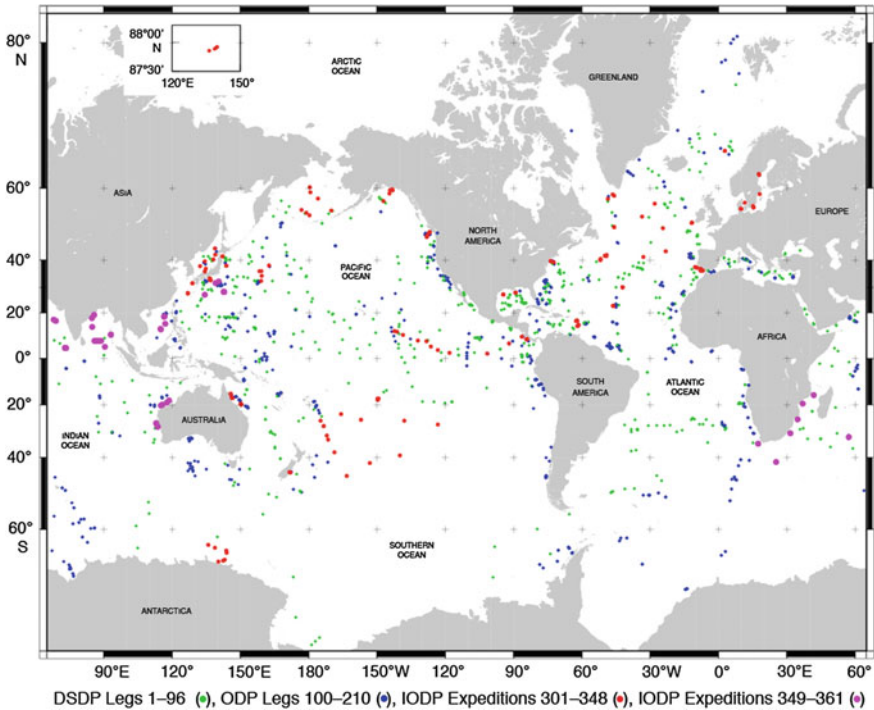 80°
N
88°00'
N
87°30'
120°E 150°
ARCTIC
OCEAN
GREENLAND
60°
ASIA
EUROPE
NORTH
AMERICA
40°
PACIFIC
OCEAN
20°
AFRICA
0°
SOUTH
AMERICA
ATLANTIC
OCEAN
20°
AUSTRALIA
INDIAN
OCEAN
40°
60°
S
SOUTHERN
OCEAN
ANTARCTICA
90°E 120° 150° 180° 150°W 120° 90° 60° 30°W 0° 30°E 60°
DSDP Legs 1–96 (•), ODP Legs 100–210 (•), IODP Expeditions 301–348 (•), IODP Expeditions 349–361 (•)